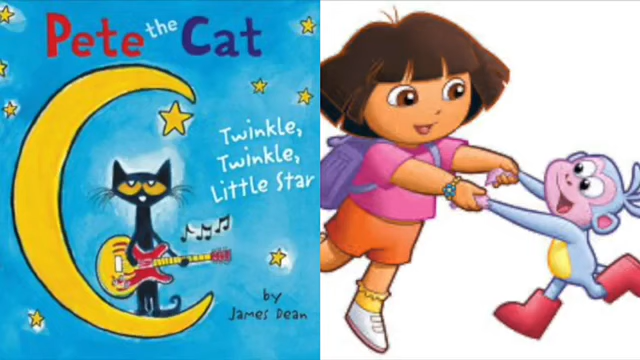 Pete the Cat
Twinkle,
Twinkle,
Little Star
by
James Dean